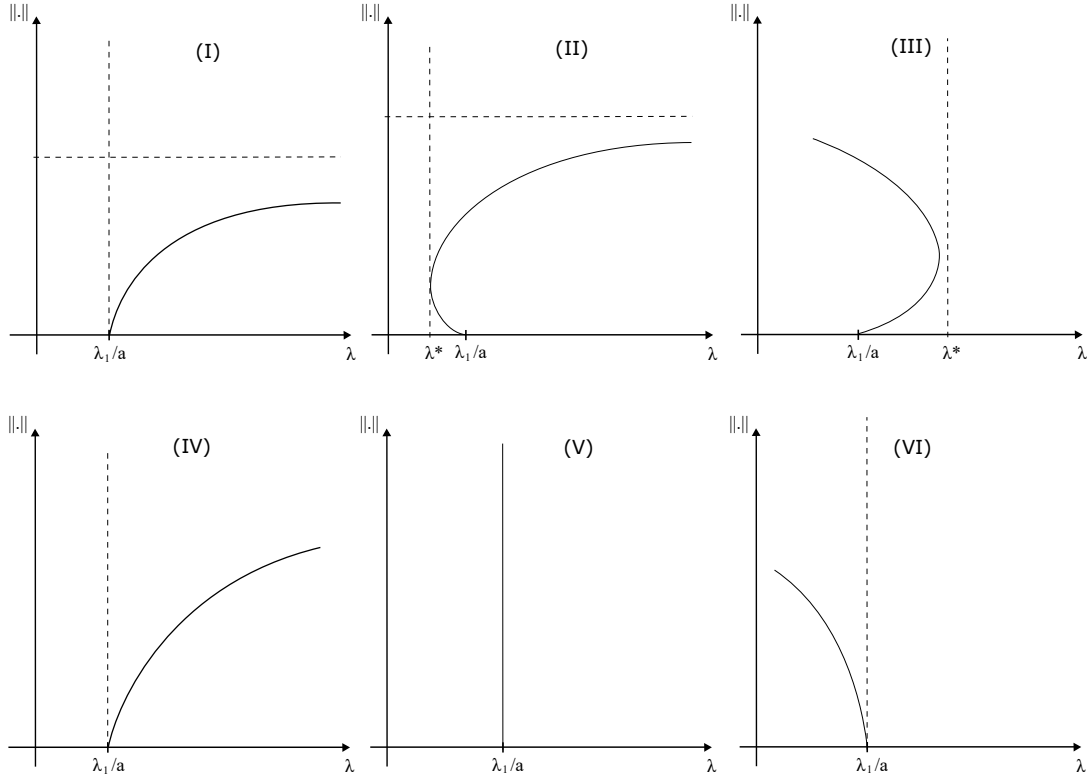 ||.||
(I)
λ₁/a
λ
||.||
(II)
λ*
λ₁/a
λ
||.||
(III)
λ₁/a
λ*
λ
||.||
(IV)
λ₁/a
λ
||.||
(V)
λ₁/a
λ
||.||
(VI)
λ₁/a
λ